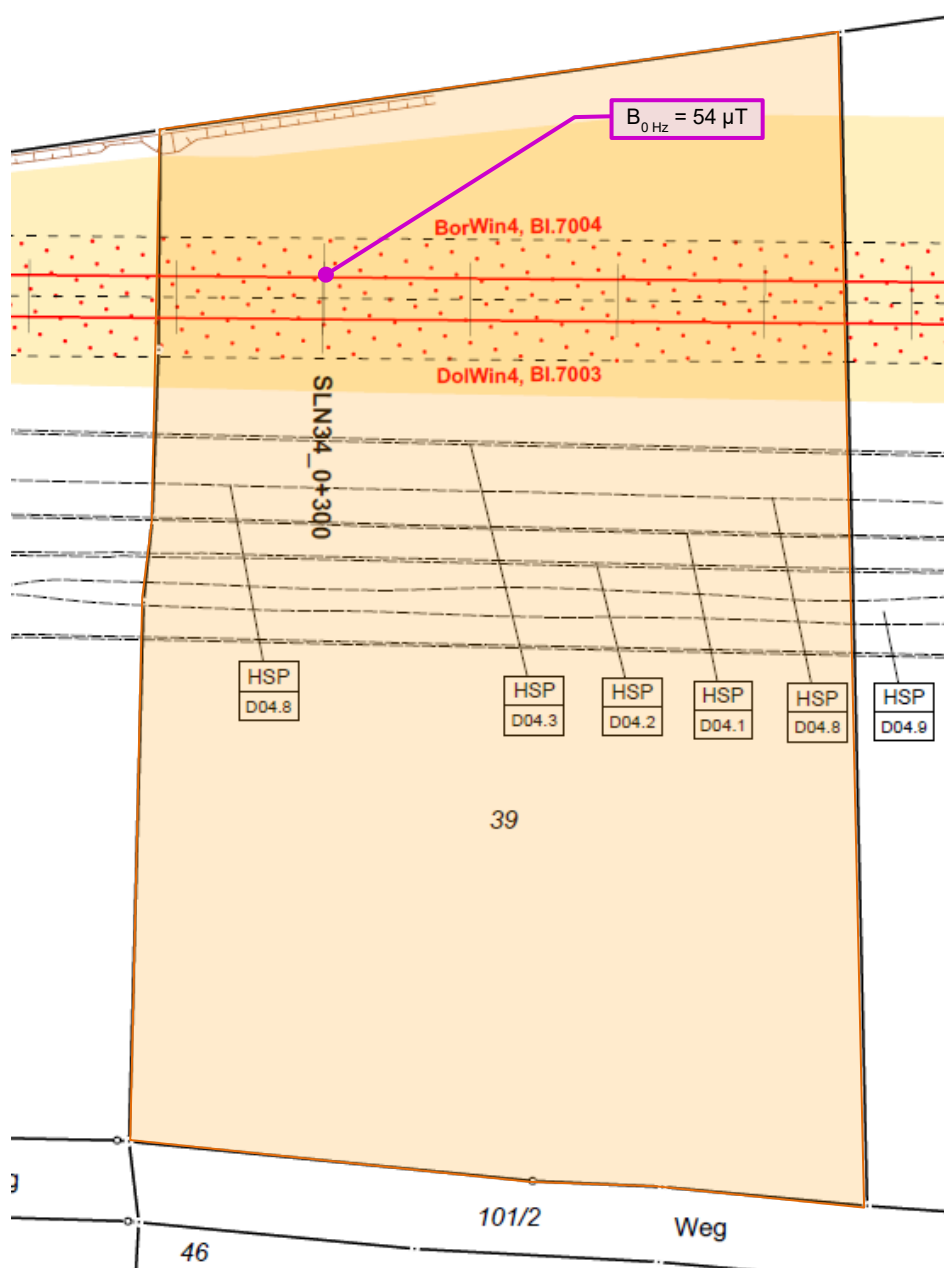 B0 Hz = 54 µT
BorWin4, Bl.7004
DolWin4, Bl.7003
SLN34_0+300
HSP
D04.8
HSP
D04.3
HSP
D04.2
HSP
D04.1
HSP
D04.8
HSP
D04.9
39
101/2
Weg
46